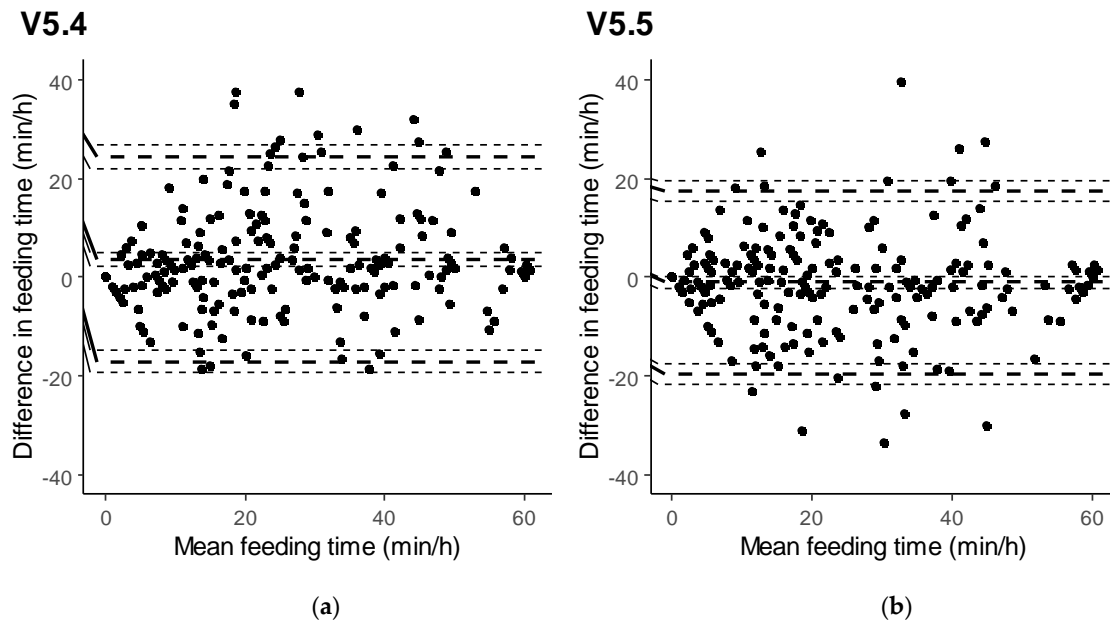 V5.4
Difference in feeding time (min/h)
40
20
0
-20
-40
0 20 40 60
Mean feeding time (min/h)
(a)
V5.5
Difference in feeding time (min/h)
40
20
0
-20
-40
0 20 40 60
Mean feeding time (min/h)
(b)